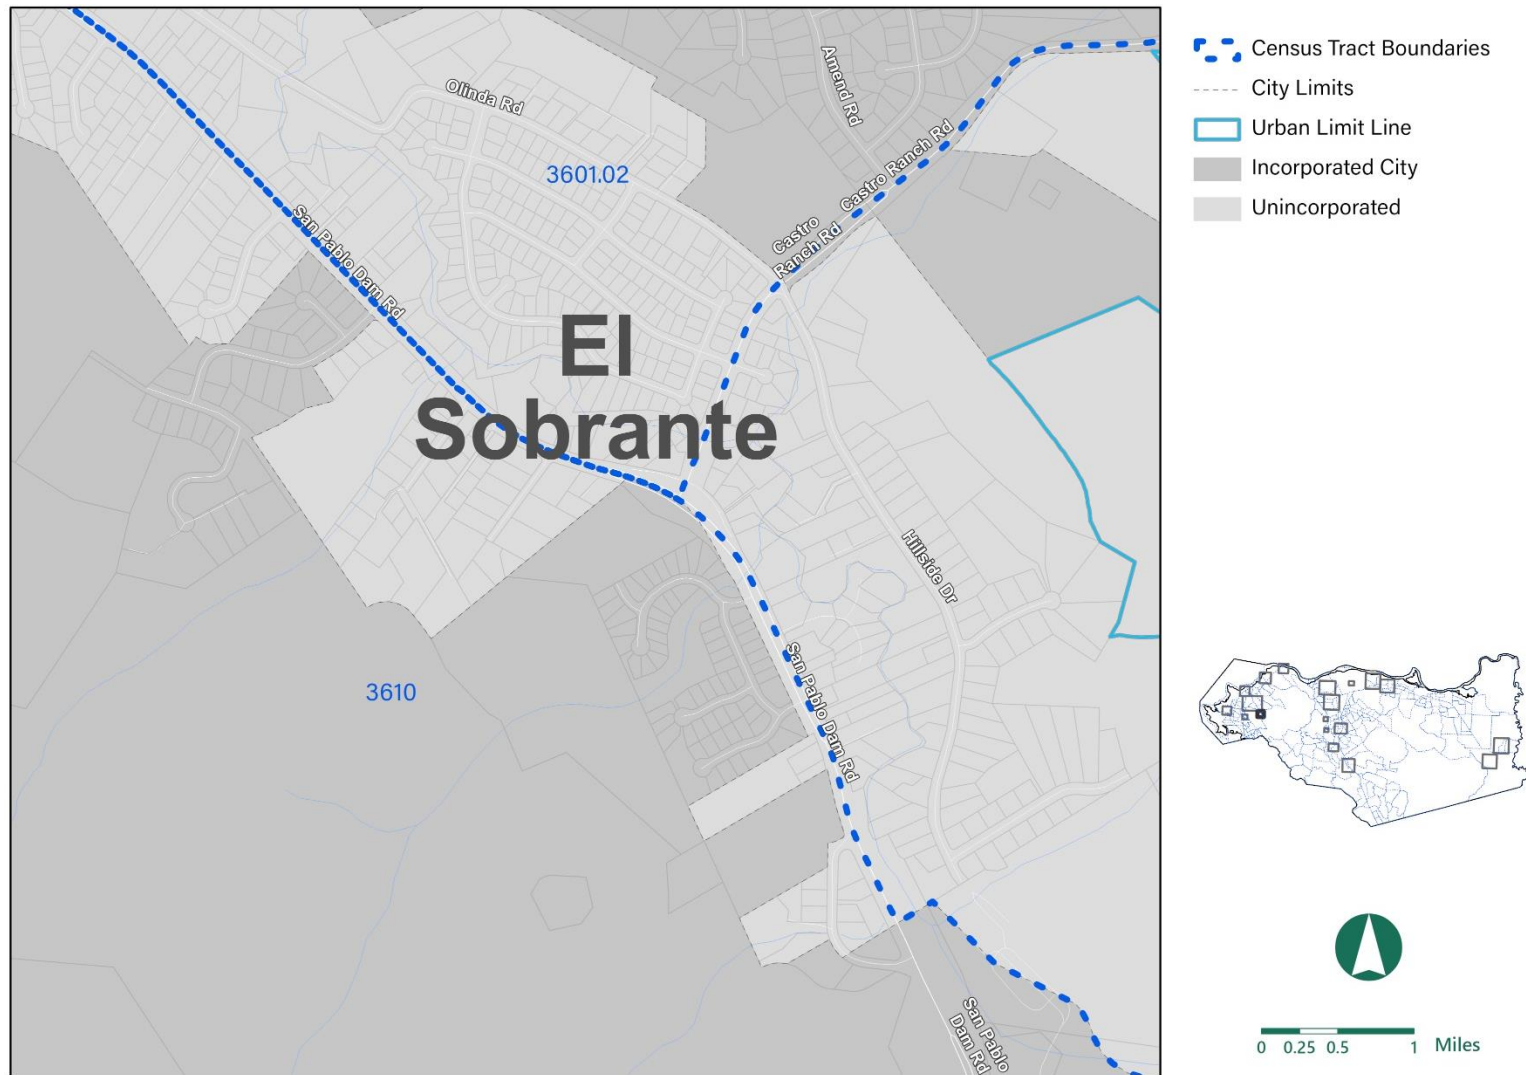 Olinda Rd
Amend Rd
3601.02
Castro Ranch Rd
Castro
Ranch Rd
San Pablo Dam Rd
El
Sobrante
Hillside Dr
San Pablo Dam Rd
3610
San Pablo
Dam Rd
Census Tract Boundaries
City Limits
Urban Limit Line
Incorporated City
Unincorporated
0 0.25 0.5 1 Miles